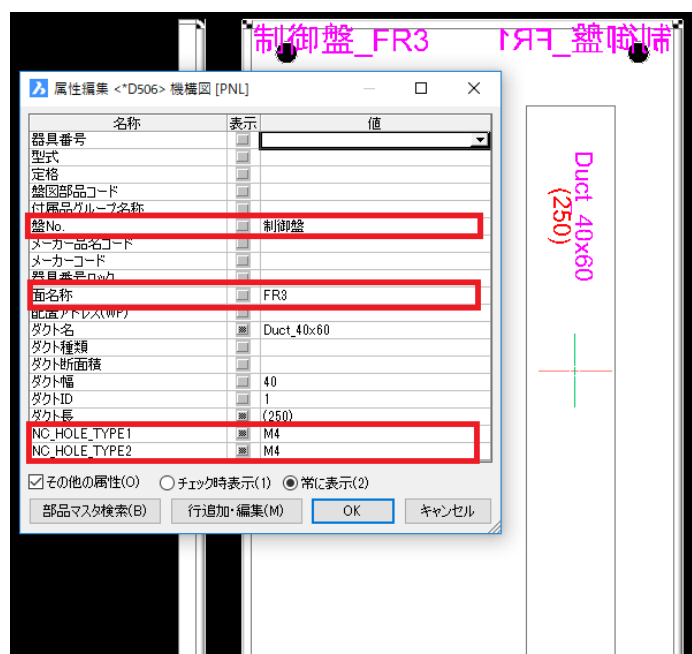 制御盤_FR3
制御盤_FR1
属性編集 <*D506> 機構図 [PNL]
名称 表示 値
器具番号
型式
定格
盤図部品コード
付属品グループ名称
盤No. 制御盤
メーカー品名コード
メーカーコード
器具番号ロック
面名称 FR3
配置アドレス(WP)
ダクト名 Duct_40x60
ダクト種類
ダクト断面積
ダクト幅 40
ダクトID 1
ダクト長 (250)
NC_HOLE_TYPE1 M4
NC_HOLE_TYPE2 M4
その他の属性(O) チェック時表示(1) 常に表示(2)
部品マスタ検索(B) 行追加・編集(M) OK キャンセル
Duct_40x60
(250)